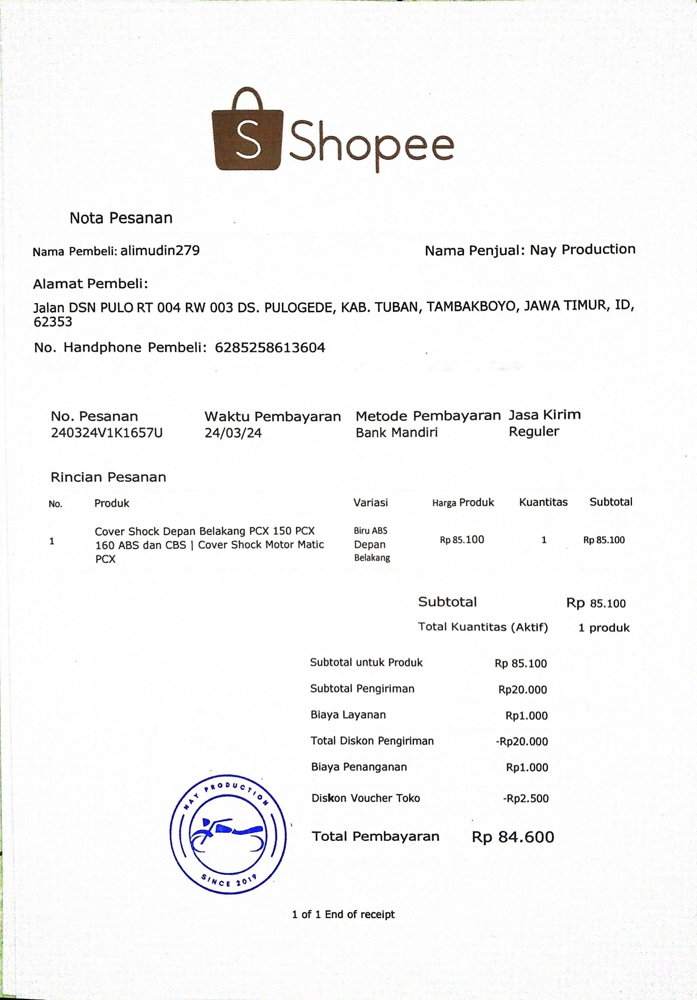 S Shopee
Nota Pesanan
Nama Pembeli: alimudin279
Nama Penjual: Nay Production
Alamat Pembeli:
Jalan DSN PULO RT 004 RW 003 DS. PULOGEDE, KAB. TUBAN, TAMBAKBOYO, JAWA TIMUR, ID,
62353
No. Handphone Pembeli: 6285258613604
No. Pesanan Waktu Pembayaran Metode Pembayaran Jasa Kirim
240324V1K1657U 24/03/24 Bank Mandiri Reguler
Rincian Pesanan
No. Produk Variasi Harga Produk Kuantitas Subtotal
Cover Shock Depan Belakang PCX 150 PCX Biru ABS
1 160 ABS dan CBS | Cover Shock Motor Matic Depan Rp 85.100 1 Rp 85.100
PCX Belakang
Subtotal Rp 85.100
Total Kuantitas (Aktif) 1 produk
Subtotal untuk Produk Rp 85.100
Subtotal Pengiriman Rp20.000
Biaya Layanan Rp1.000
Total Diskon Pengiriman -Rp20.000
Biaya Penanganan Rp1.000
Diskon Voucher Toko -Rp2.500
Total Pembayaran Rp 84.600
NAY PRODUCTION
SINCE 2019
1 of 1 End of receipt